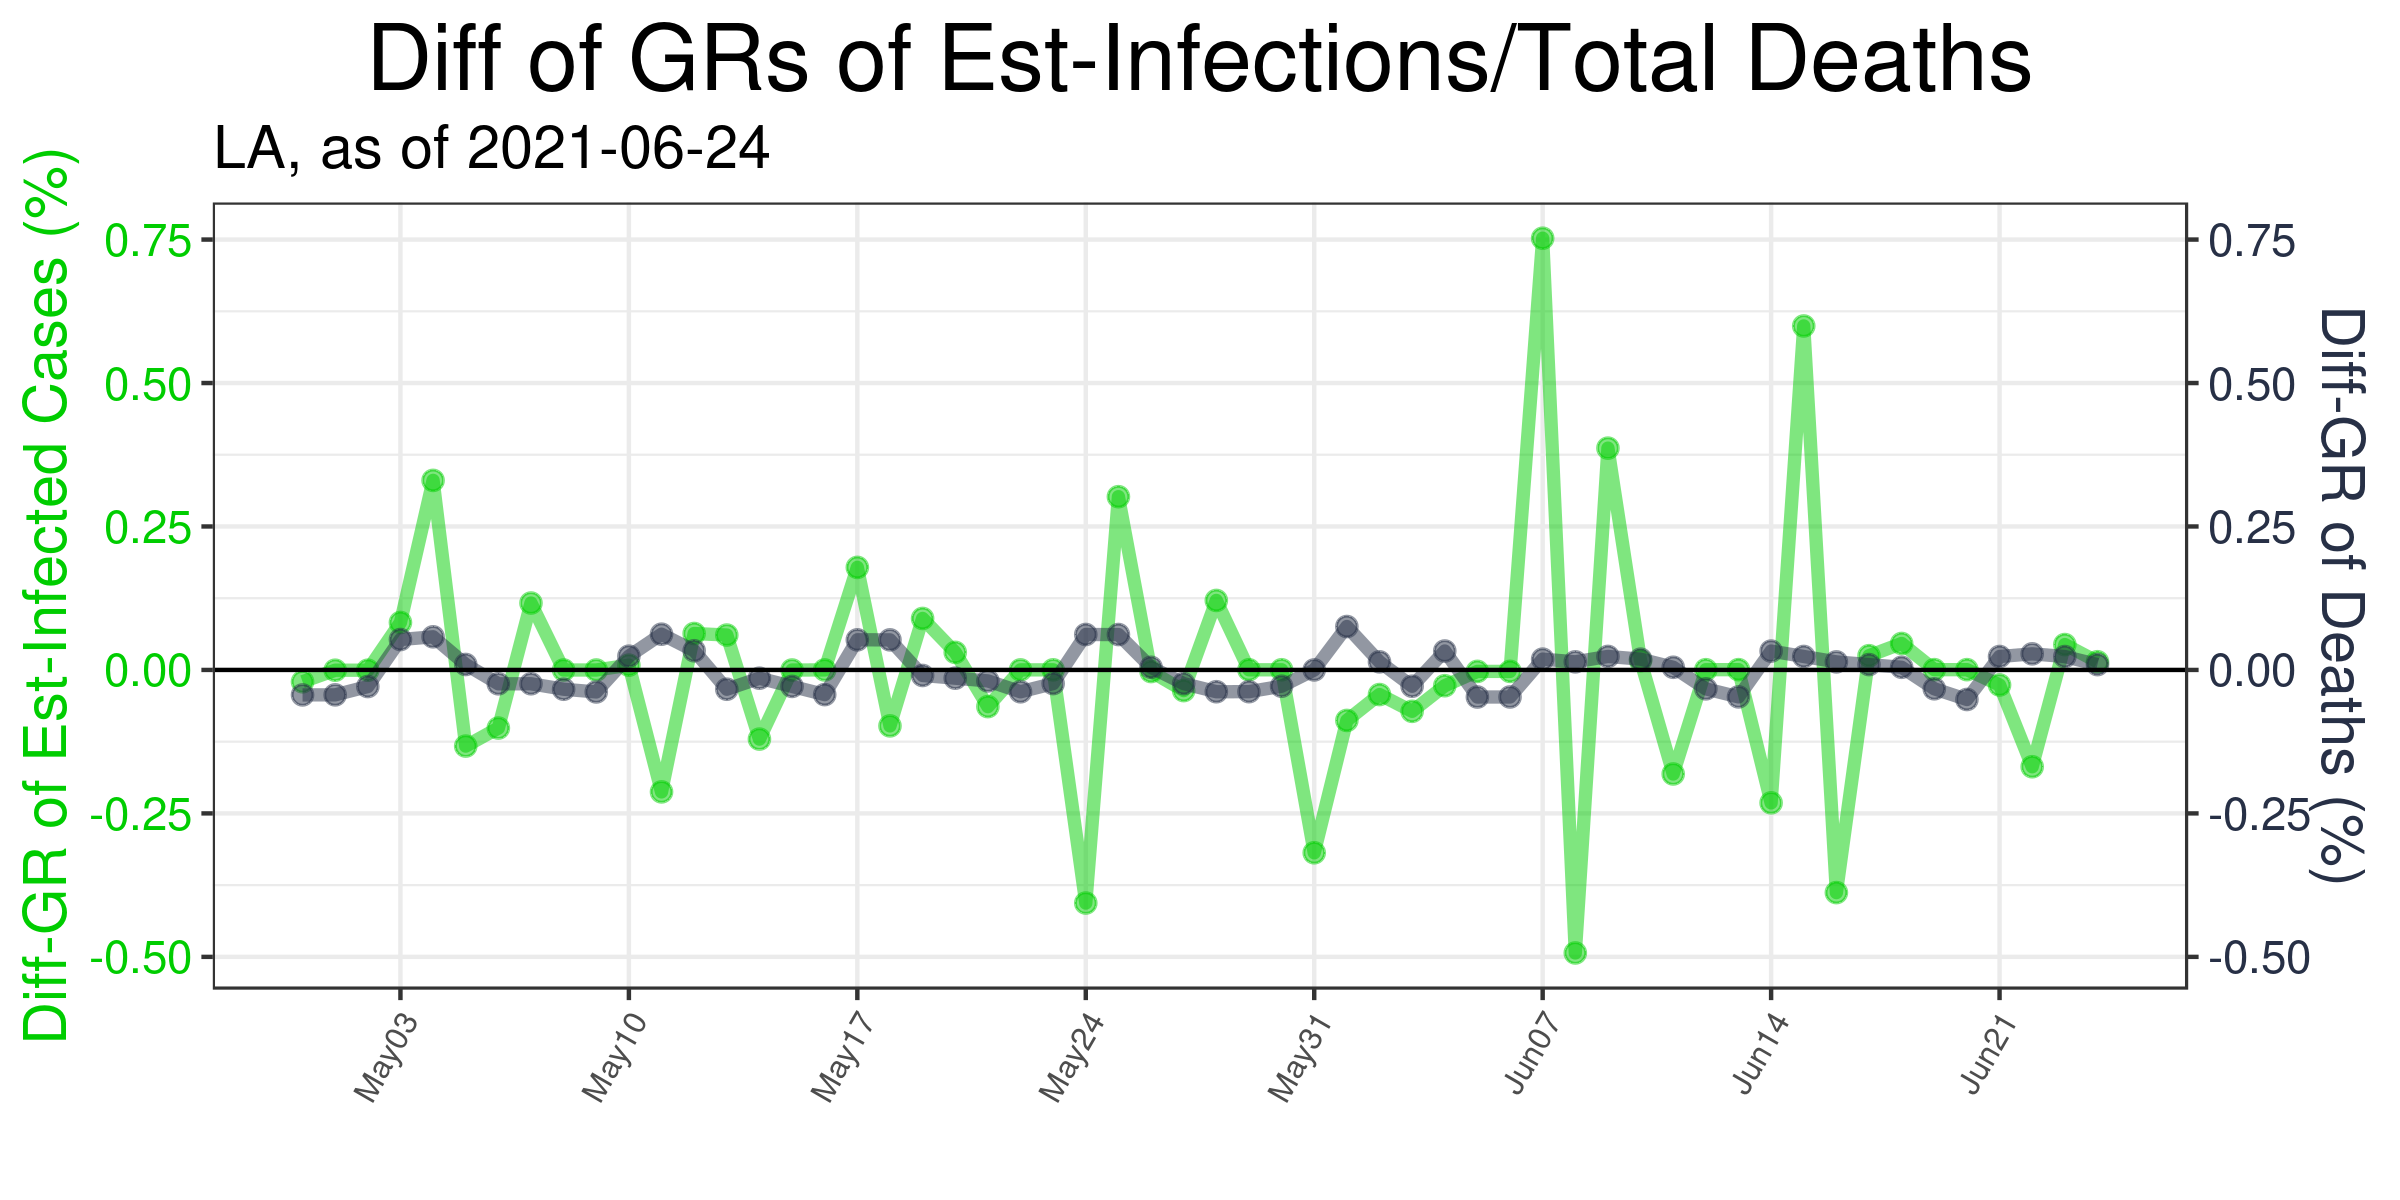 Diff of GRs of Est-Infections/Total Deaths
LA, as of 2021-06-24
Diff-GR of Est-Infected Cases (%)
0.75
0.50
0.25
0.00
-0.25
-0.50
0.75
0.50
0.25
0.00
-0.25
-0.50
Diff-GR of Deaths (%)
May03
May10
May17
May24
May31
Jun07
Jun14
Jun21